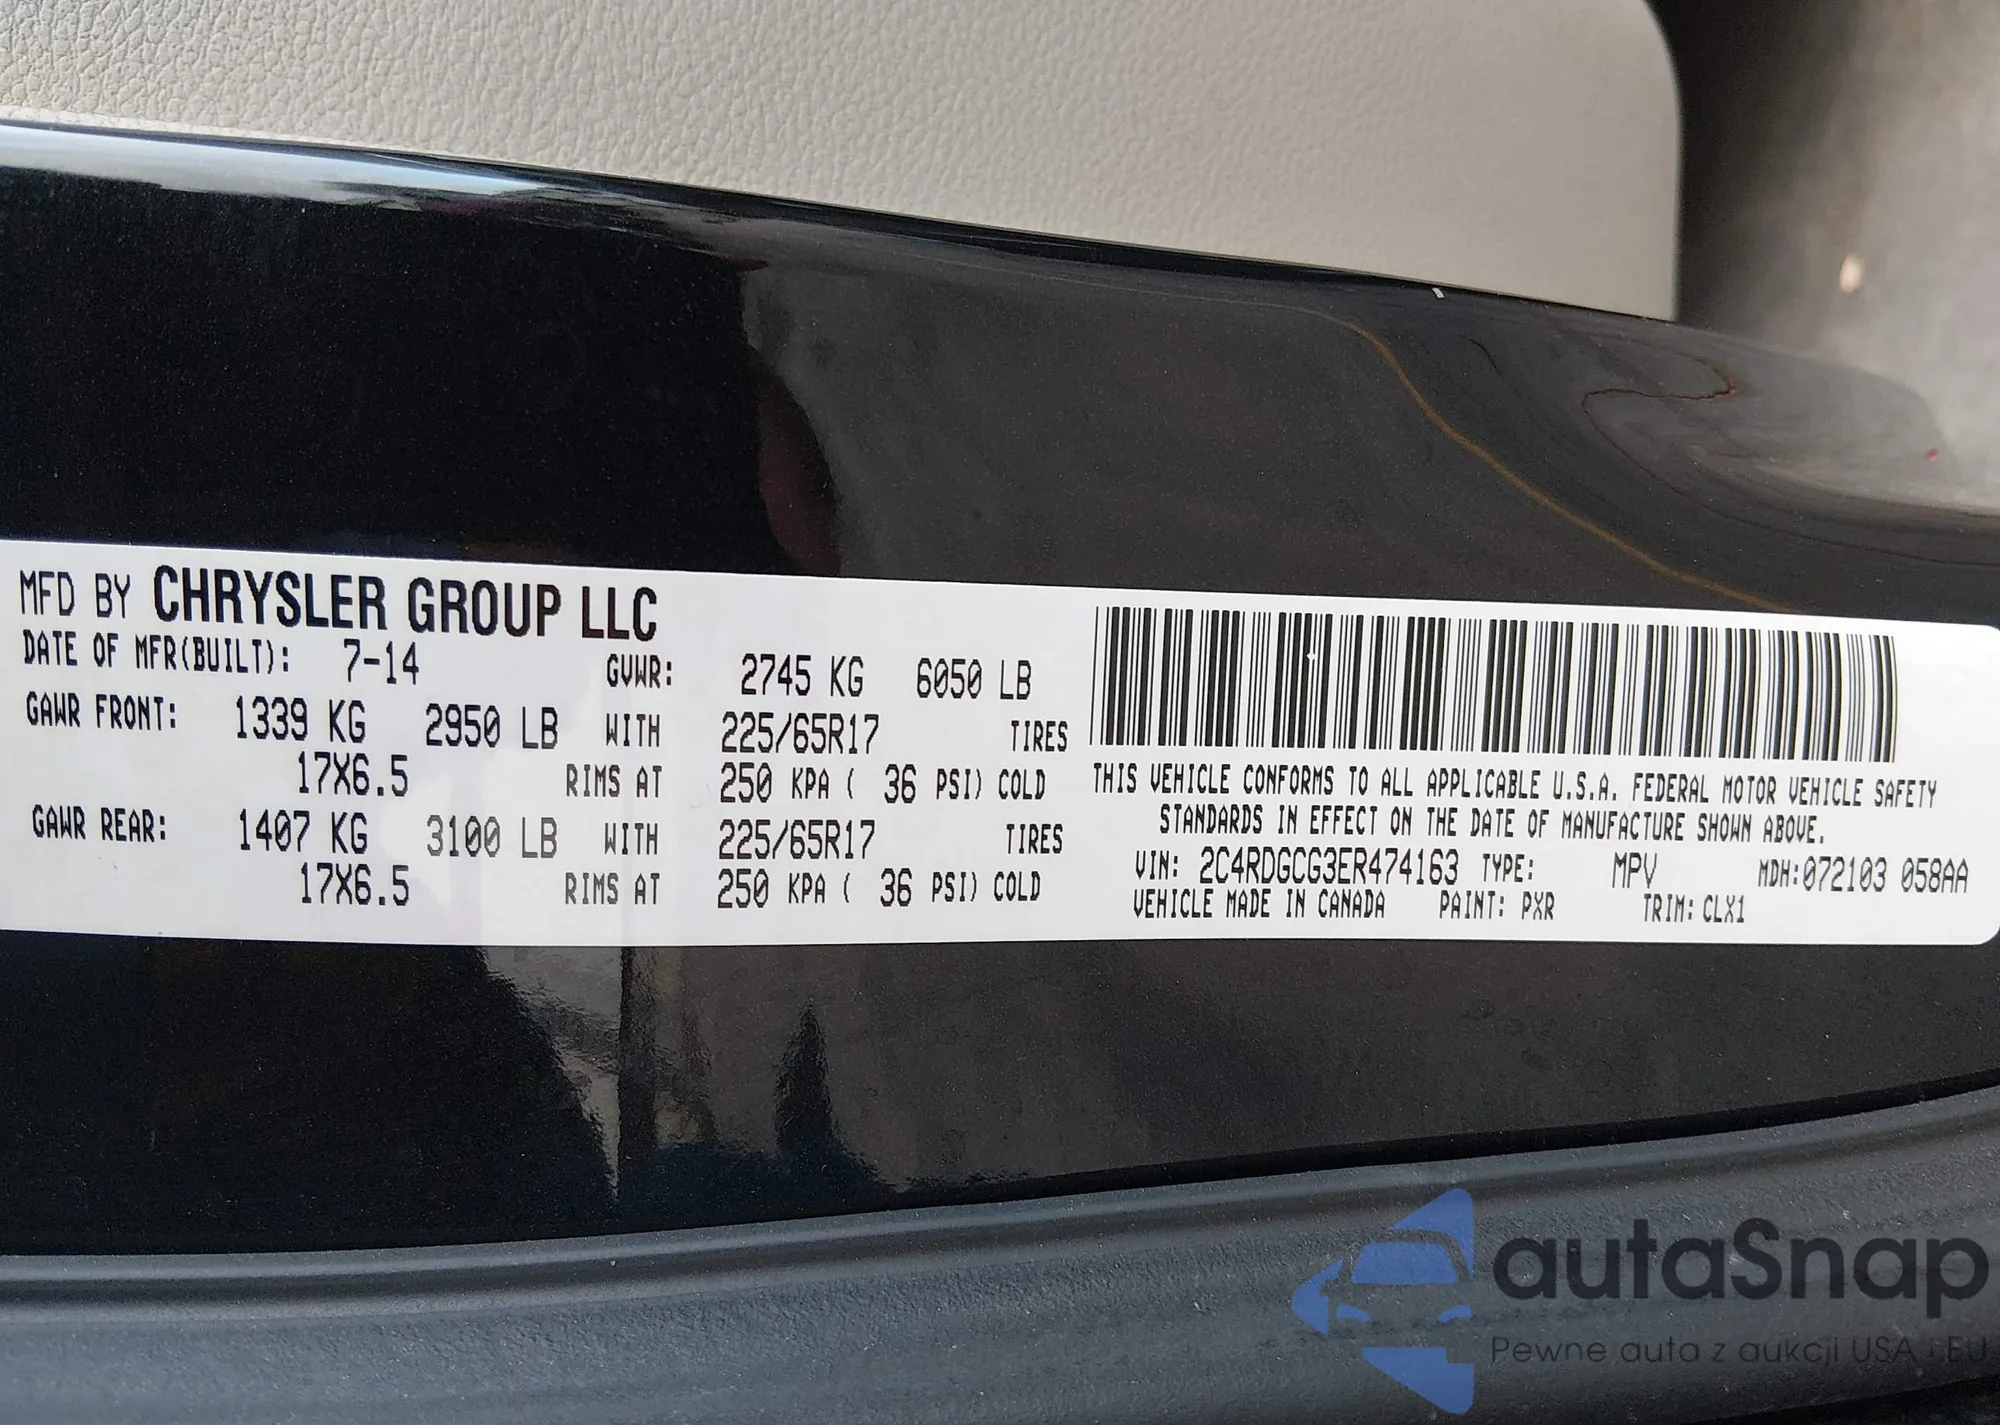 MFD BY CHRYSLER GROUP LLC
DATE OF MFR(BUILT): 7-14 GVWR: 2745 KG 6050 LB
GAWR FRONT: 1339 KG 2950 LB WITH 225/65R17 TIRES
17X6.5 RIMS AT 250 KPA ( 36 PSI) COLD
GAWR REAR: 1407 KG 3100 LB WITH 225/65R17 TIRES
17X6.5 RIMS AT 250 KPA ( 36 PSI) COLD
THIS VEHICLE CONFORMS TO ALL APPLICABLE U.S.A. FEDERAL MOTOR VEHICLE SAFETY
STANDARDS IN EFFECT ON THE DATE OF MANUFACTURE SHOWN ABOVE.
VIN: 2C4RDGCG3ER474163 TYPE: MPV MDH:072103 058AA
VEHICLE MADE IN CANADA PAINT: PXR TRIM: CLX1
autaSnap
Pewne auta z aukcji USA i EU